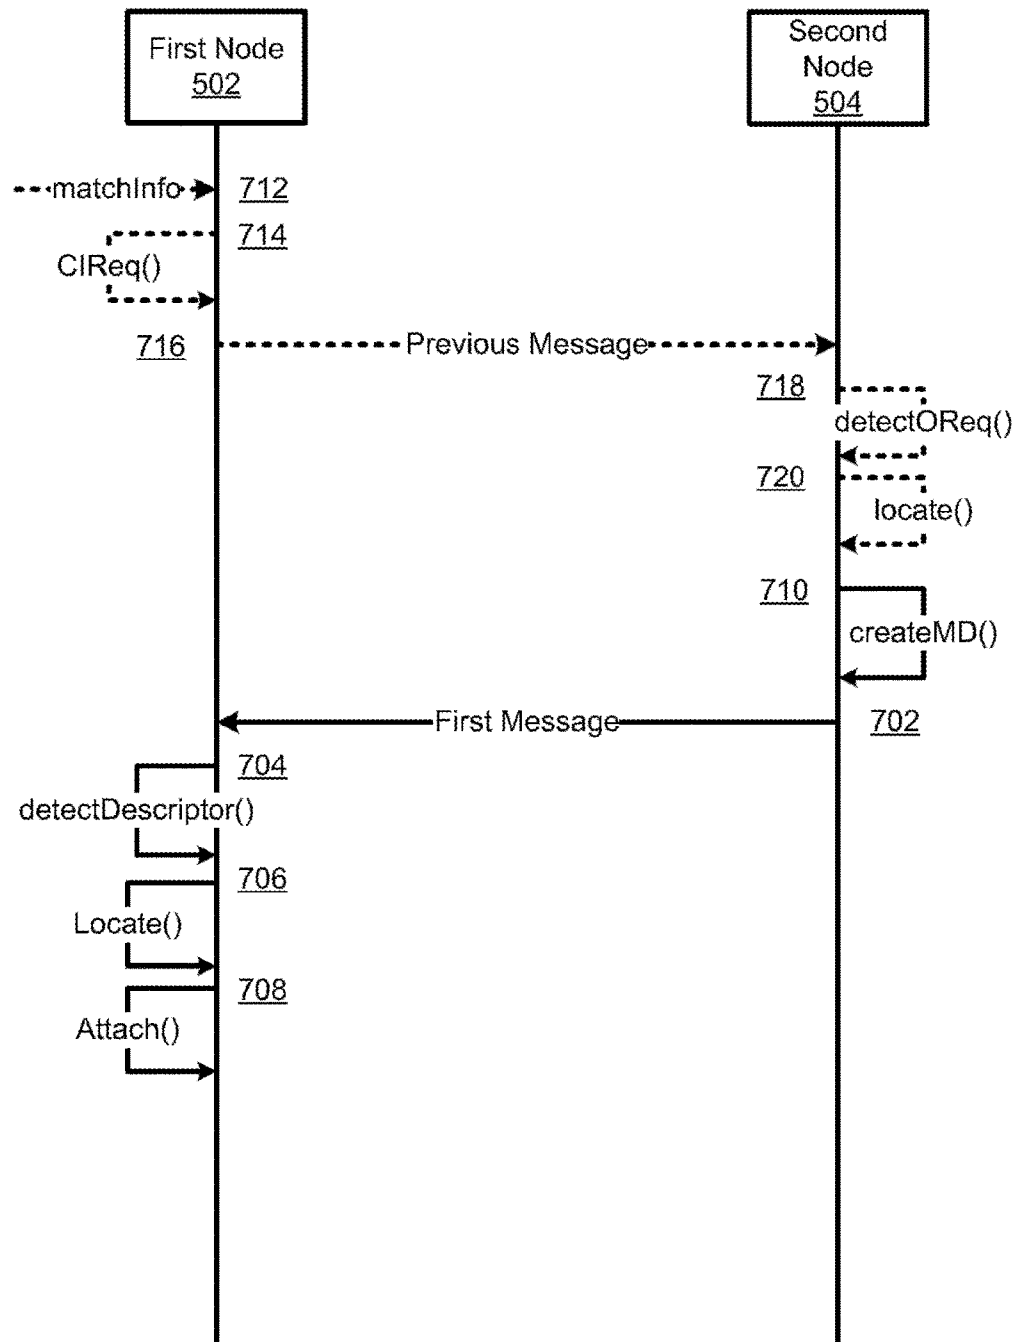 First Node
502
Second
Node
504
matchInfo
712
714
CIReq()
716
Previous Message
718
detectOReq()
720
locate()
710
createMD()
First Message
702
704
detectDescriptor()
706
Locate()
708
Attach()